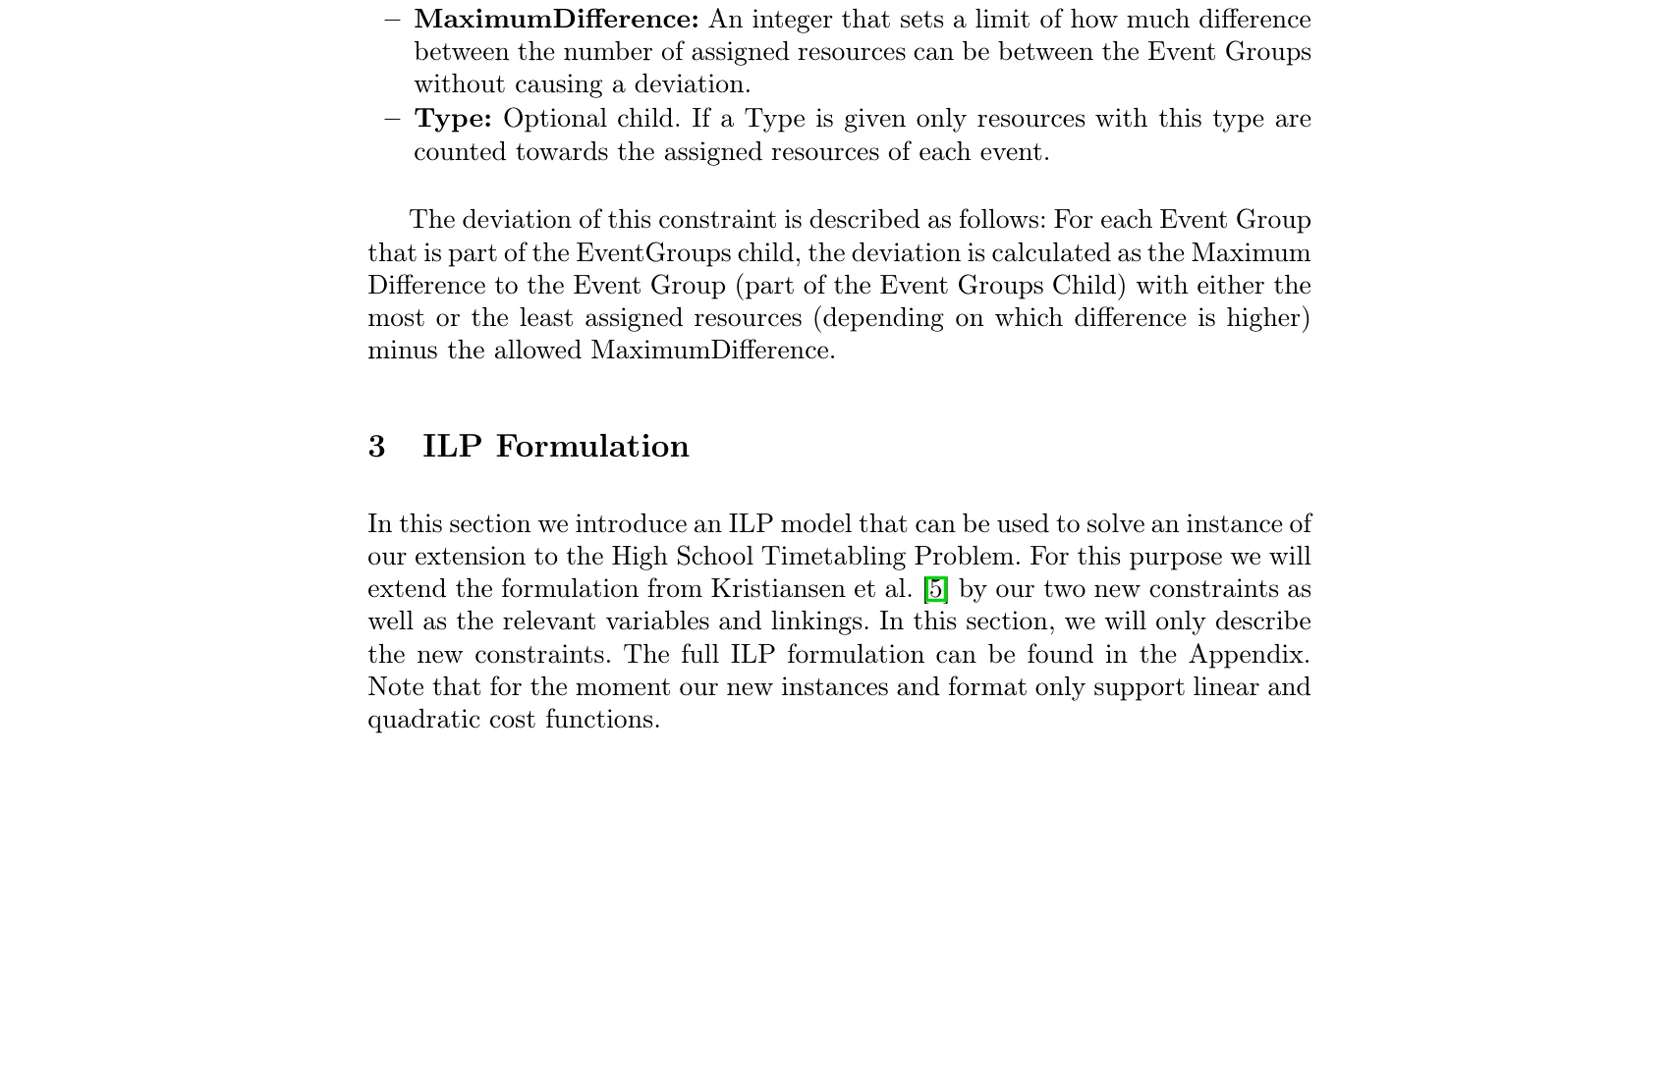 – MaximumDifference: An integer that sets a limit of how much difference
between the number of assigned resources can be between the Event Groups
without causing a deviation.
– Type: Optional child. If a Type is given only resources with this type are
counted towards the assigned resources of each event.
The deviation of this constraint is described as follows: For each Event Group
that is part of the EventGroups child, the deviation is calculated as the Maximum
Difference to the Event Group (part of the Event Groups Child) with either the
most or the least assigned resources (depending on which difference is higher)
minus the allowed MaximumDifference.
3 ILP Formulation
In this section we introduce an ILP model that can be used to solve an instance of
our extension to the High School Timetabling Problem. For this purpose we will
extend the formulation from Kristiansen et al. [5] by our two new constraints as
well as the relevant variables and linkings. In this section, we will only describe
the new constraints. The full ILP formulation can be found in the Appendix.
Note that for the moment our new instances and format only support linear and
quadratic cost functions.